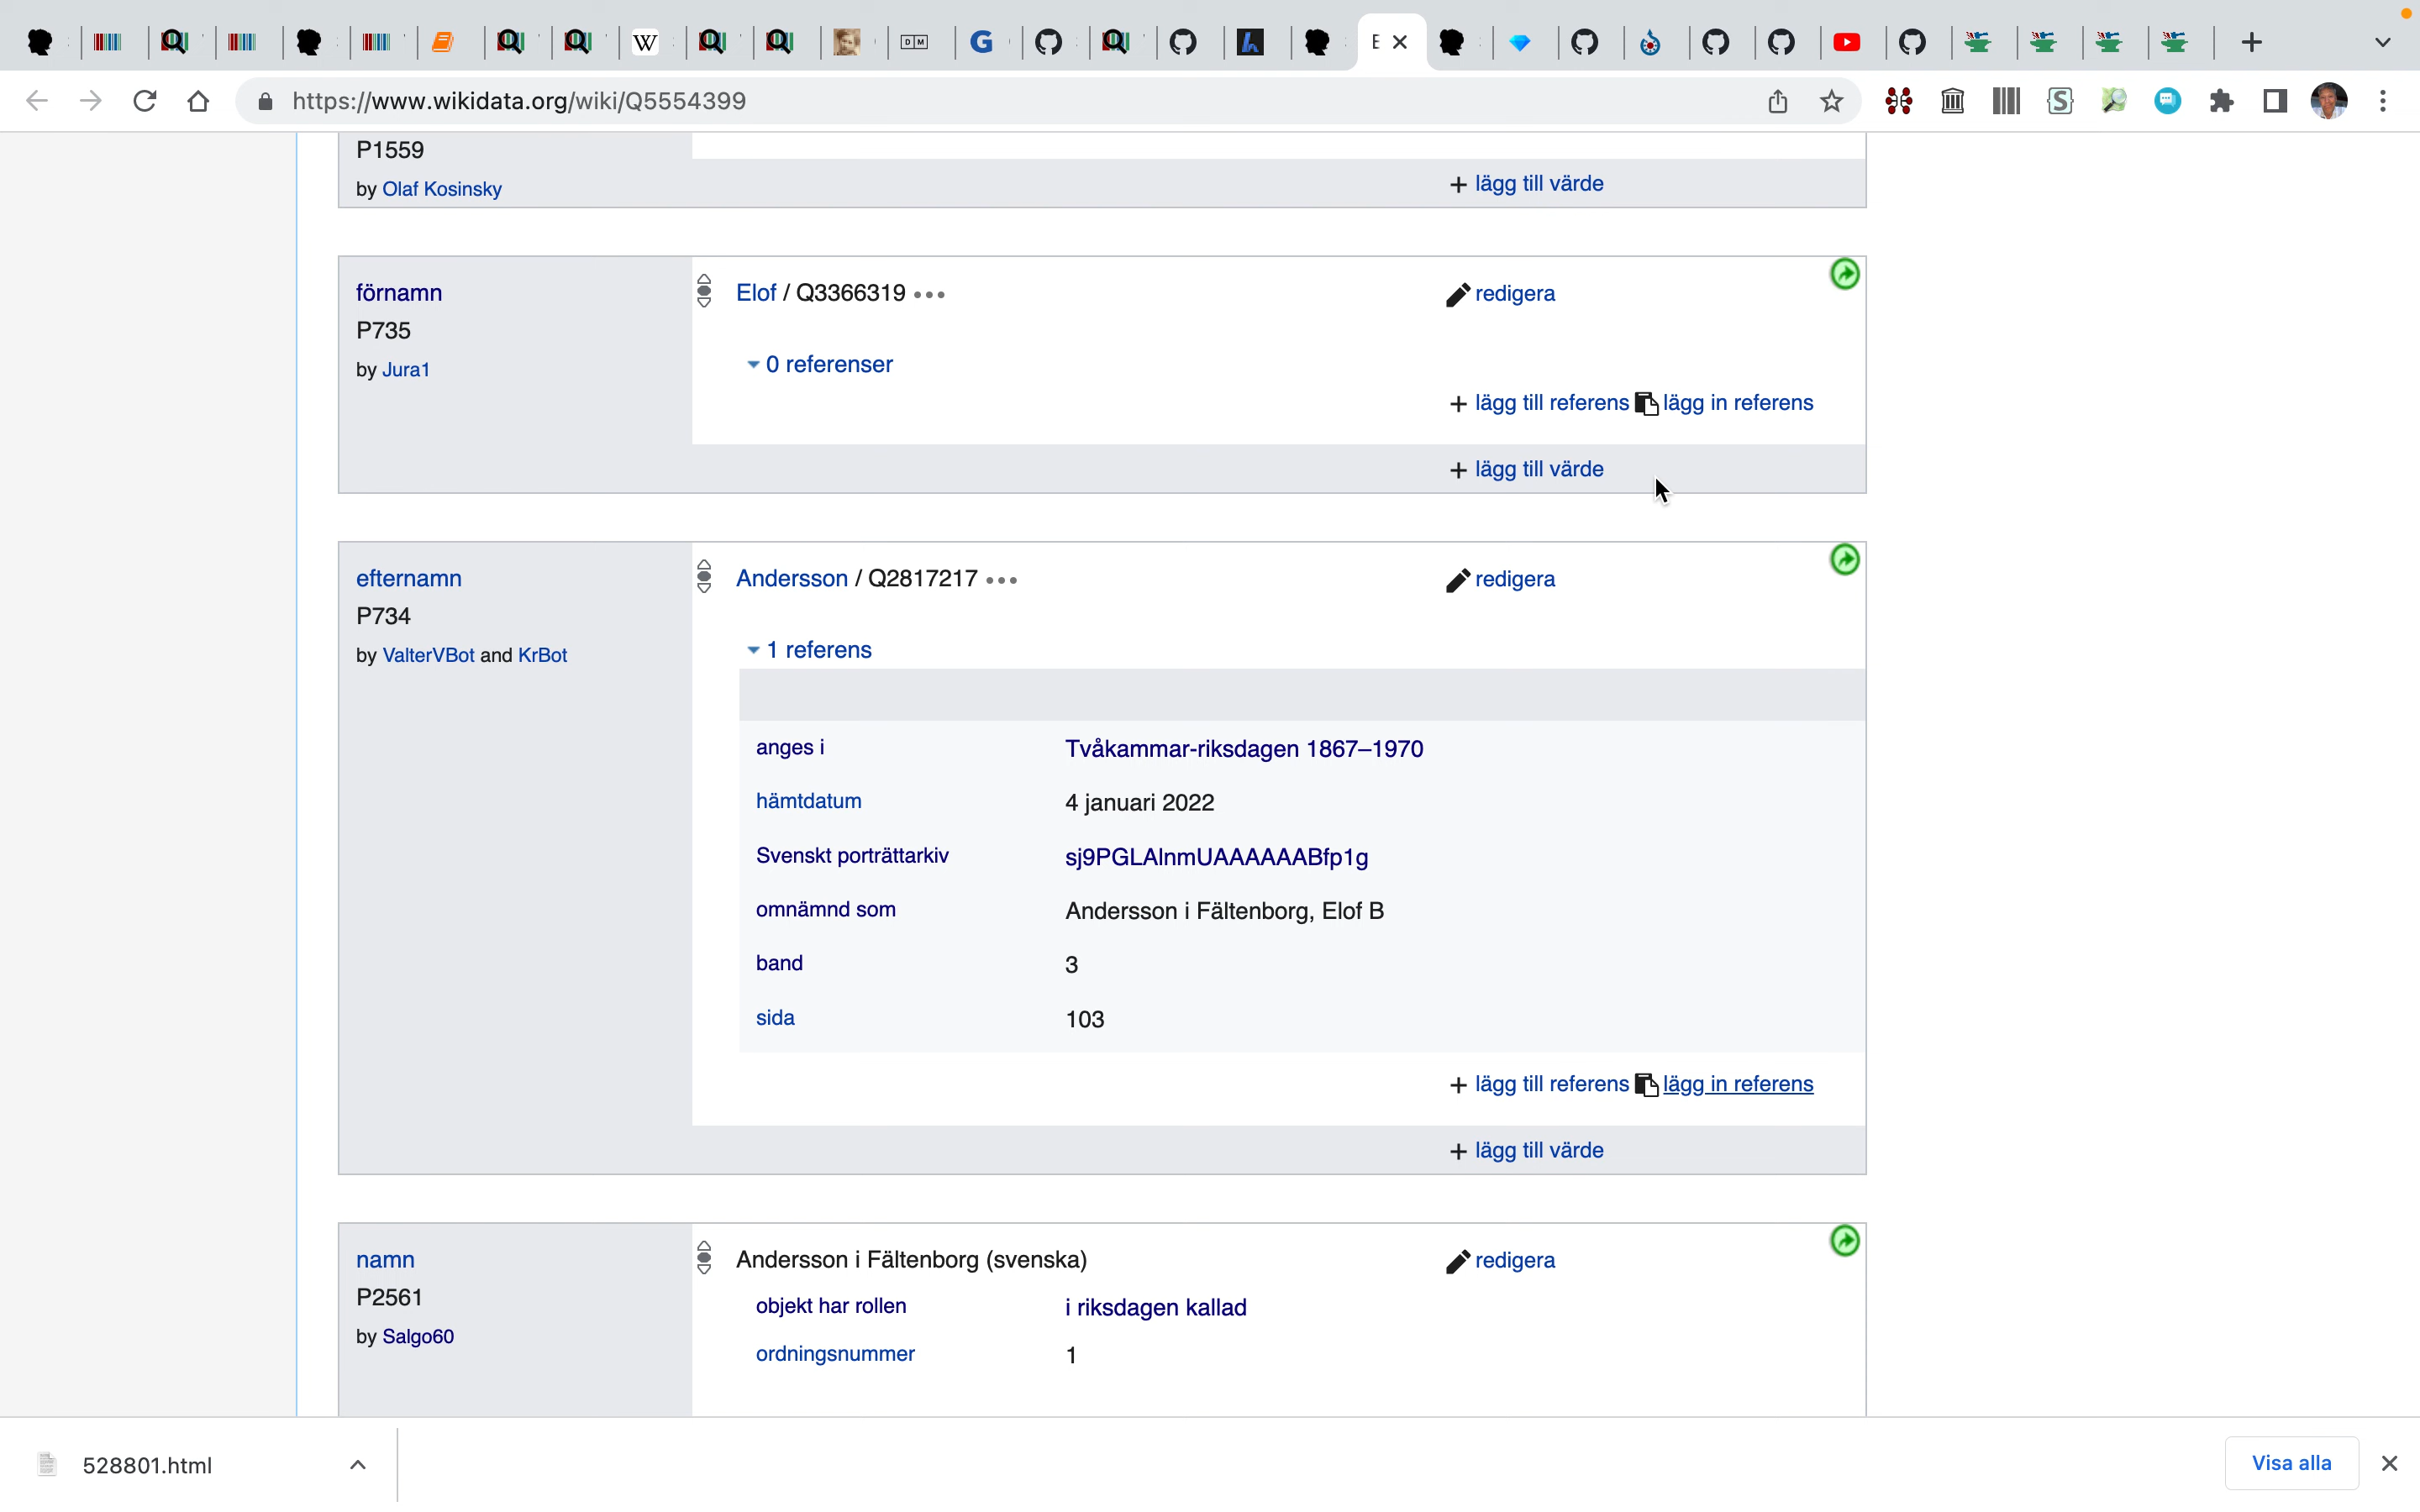 E
https://www.wikidata.org/wiki/Q5554399
P1559
by Olaf Kosinsky
+ lägg till värde
förnamn
P735
by Jura1
Elof / Q3366319 •••
redigera
0 referenser
+ lägg till referens lägg in referens
+ lägg till värde
efternamn
P734
by ValterVBot and KrBot
Andersson / Q2817217 •••
redigera
1 referens
anges i Tvåkammar-riksdagen 1867–1970
hämtdatum 4 januari 2022
Svenskt porträttarkiv sj9PGLAlnmUAAAAAABfp1g
omnämnd som Andersson i Fältenborg, Elof B
band 3
sida 103
+ lägg till referens lägg in referens
+ lägg till värde
namn
P2561
by Salgo60
Andersson i Fältenborg (svenska)
redigera
objekt har rollen i riksdagen kallad
ordningsnummer 1
528801.html
Visa alla